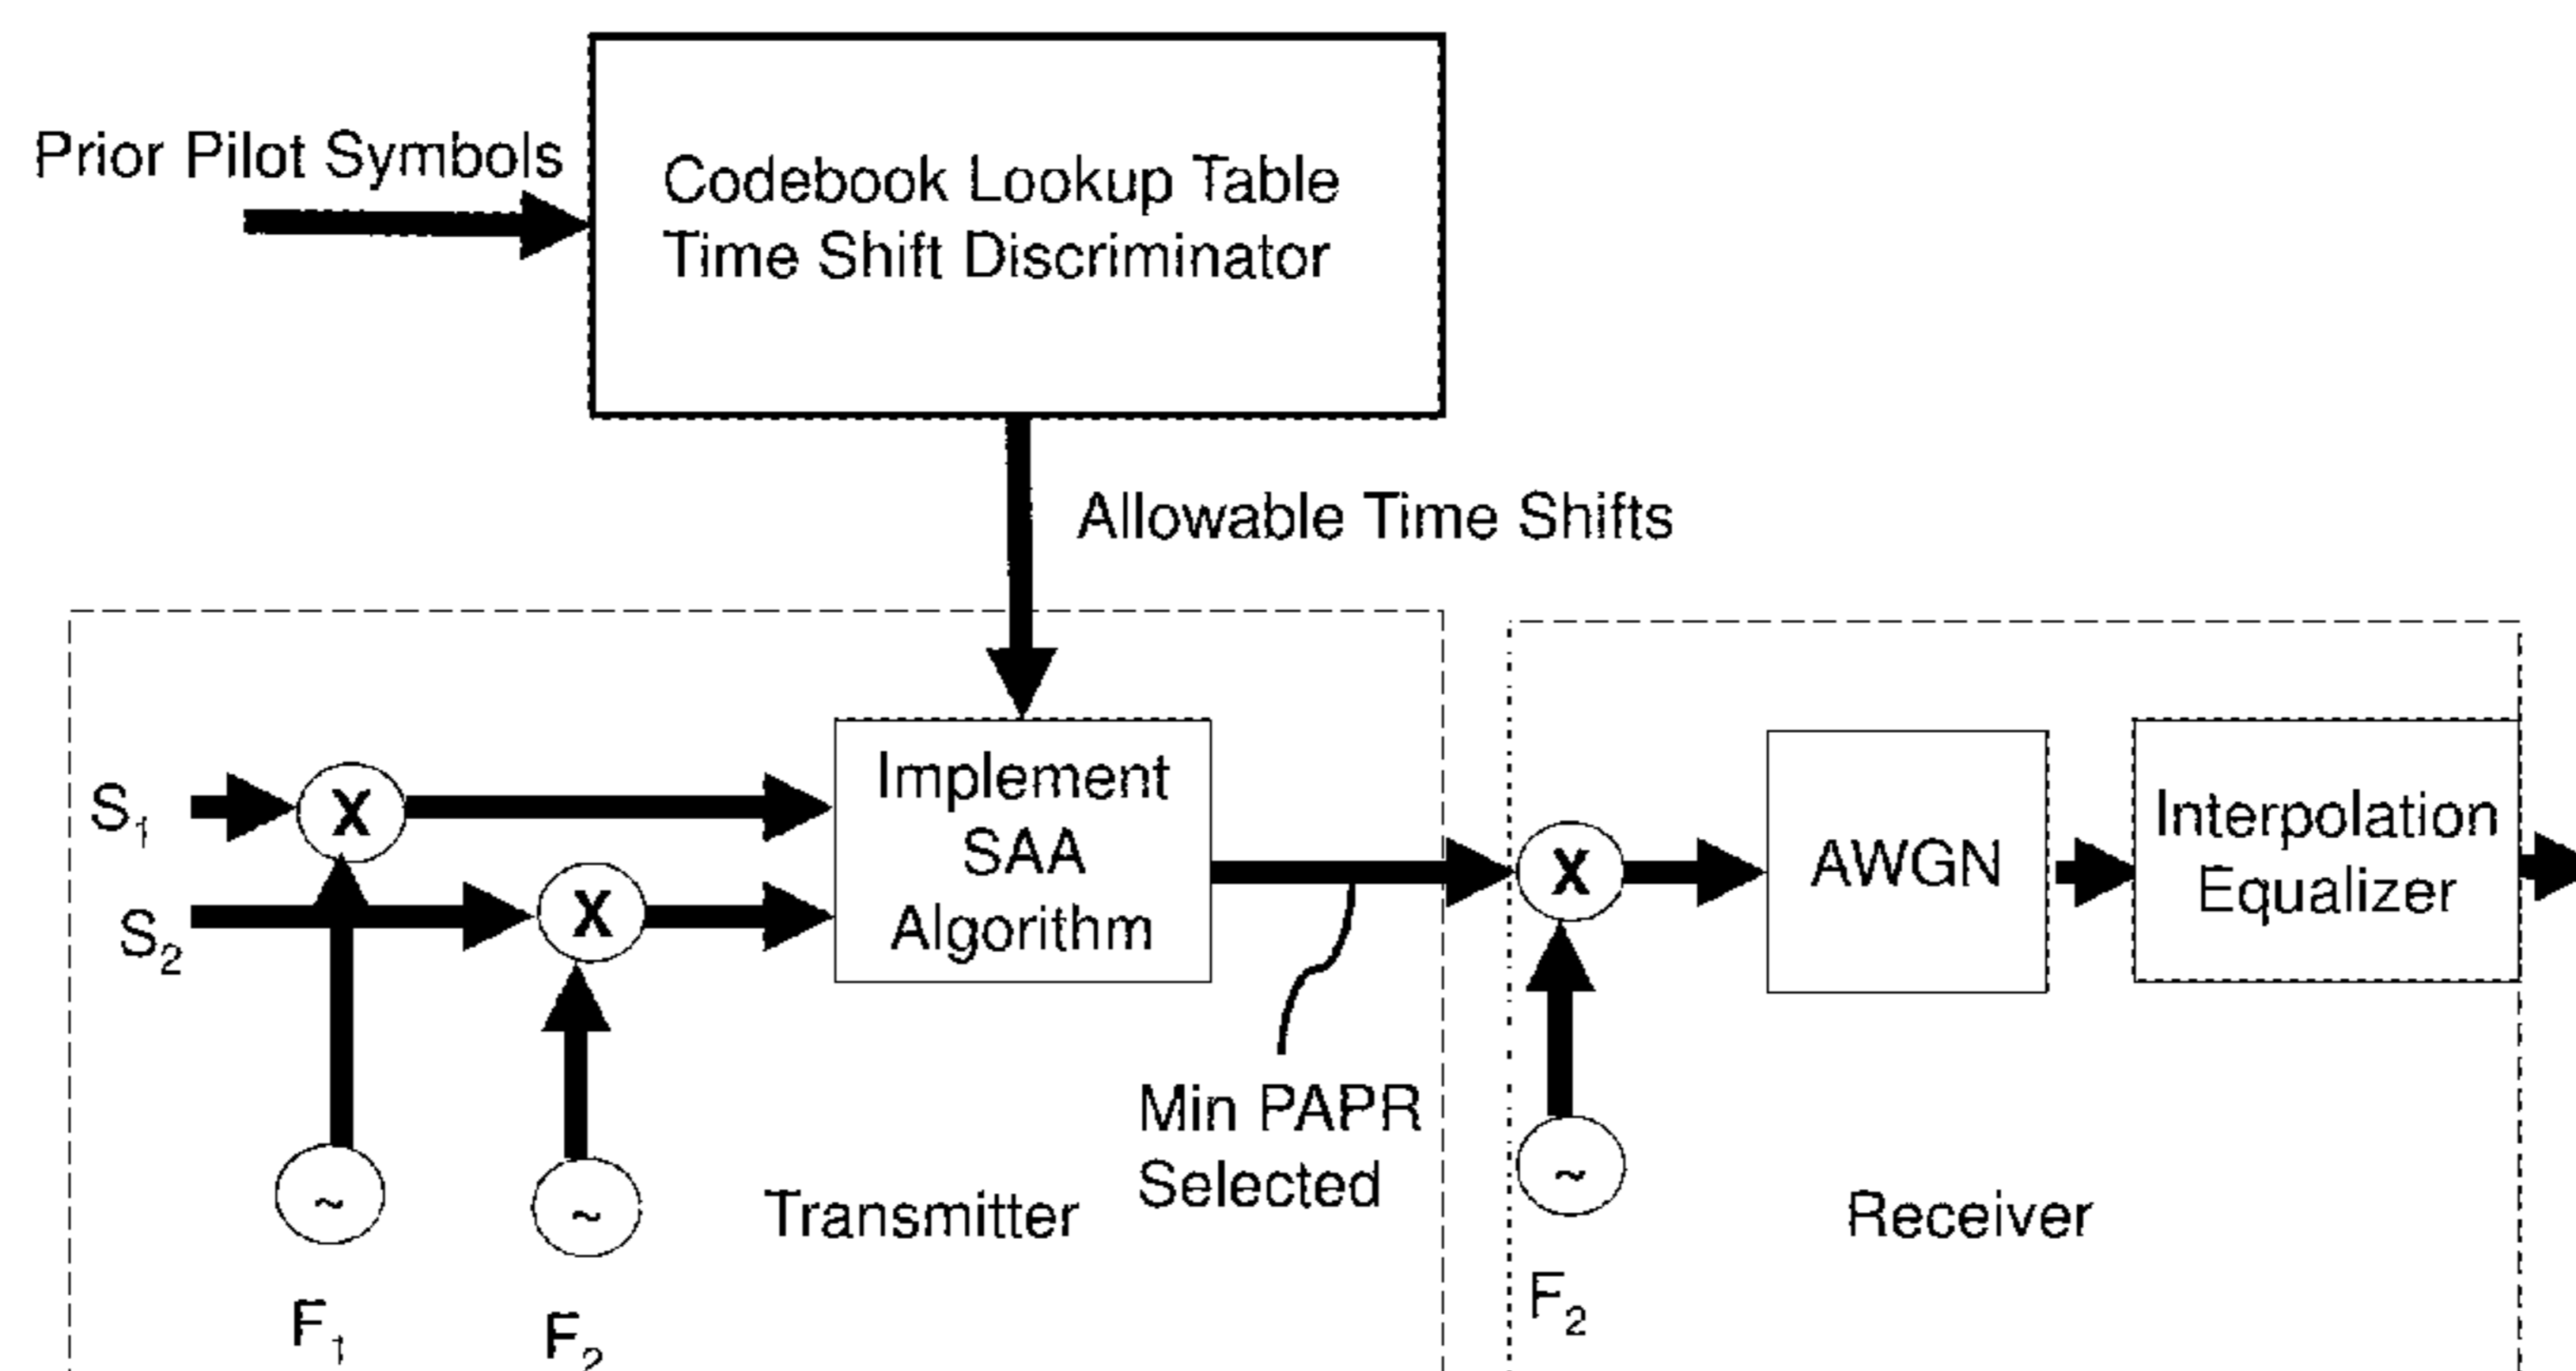 Prior Pilot Symbols
Codebook Lookup Table
Time Shift Discriminator
Allowable Time Shifts
S1
X
S2
X
Implement
SAA
Algorithm
X
AWGN
Interpolation
Equalizer
Min PAPR
Selected
~
~
~
Transmitter
Receiver
F1
F2
F2